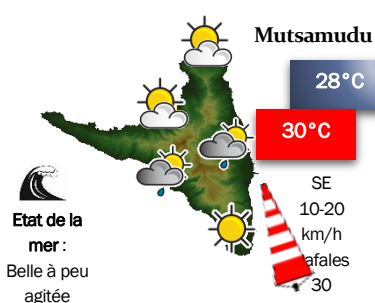 Mutsamudu
28°C
30°C
SE
10-20
km/h
afales
30
Etat de la
mer :
Belle à peu
agitée